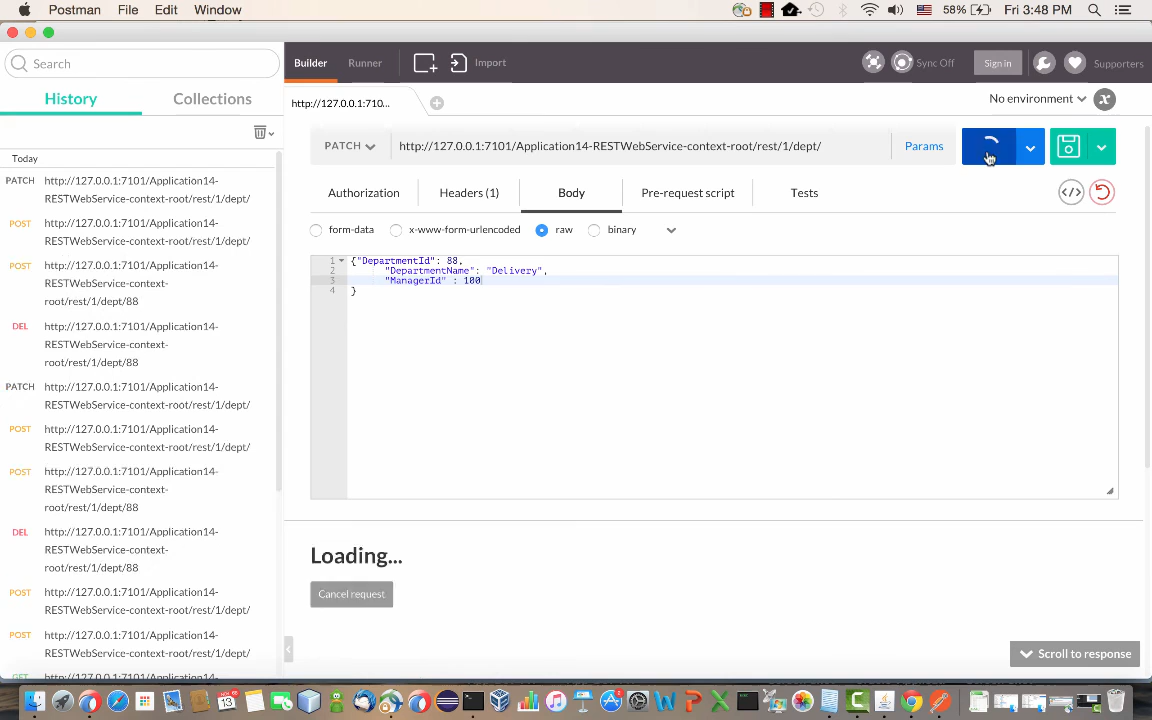 Postman File Edit Window 58% Fri 3:48 PM
Search
Builder Runner Import Sync Off Sign in Supporters
History Collections
http://127.0.0.1:710... No environment
PATCH http://127.0.0.1:7101/Application14-RESTWebService-context-root/rest/1/dept/ Params
Today
PATCH http://127.0.0.1:7101/Application14-
RESTWebService-context-root/rest/1/dept/
POST http://127.0.0.1:7101/Application14-
RESTWebService-context-root/rest/1/dept/
POST http://127.0.0.1:7101/Application14-
RESTWebService-context-
root/rest/1/dept/88
DEL http://127.0.0.1:7101/Application14-
RESTWebService-context-
root/rest/1/dept/88
PATCH http://127.0.0.1:7101/Application14-
RESTWebService-context-root/rest/1/dept/
POST http://127.0.0.1:7101/Application14-
RESTWebService-context-root/rest/1/dept/
POST http://127.0.0.1:7101/Application14-
RESTWebService-context-
root/rest/1/dept/88
DEL http://127.0.0.1:7101/Application14-
RESTWebService-context-
root/rest/1/dept/88
POST http://127.0.0.1:7101/Application14-
RESTWebService-context-root/rest/1/dept/
POST http://127.0.0.1:7101/Application14-
RESTWebService-context-root/rest/1/dept/
Authorization Headers (1) Body Pre-request script Tests
form-data x-www-form-urlencoded raw binary
1 {"DepartmentId": 88,
2 "DepartmentName": "Delivery",
3 "ManagerId" : 100
4 }
Loading...
Cancel request
Scroll to response